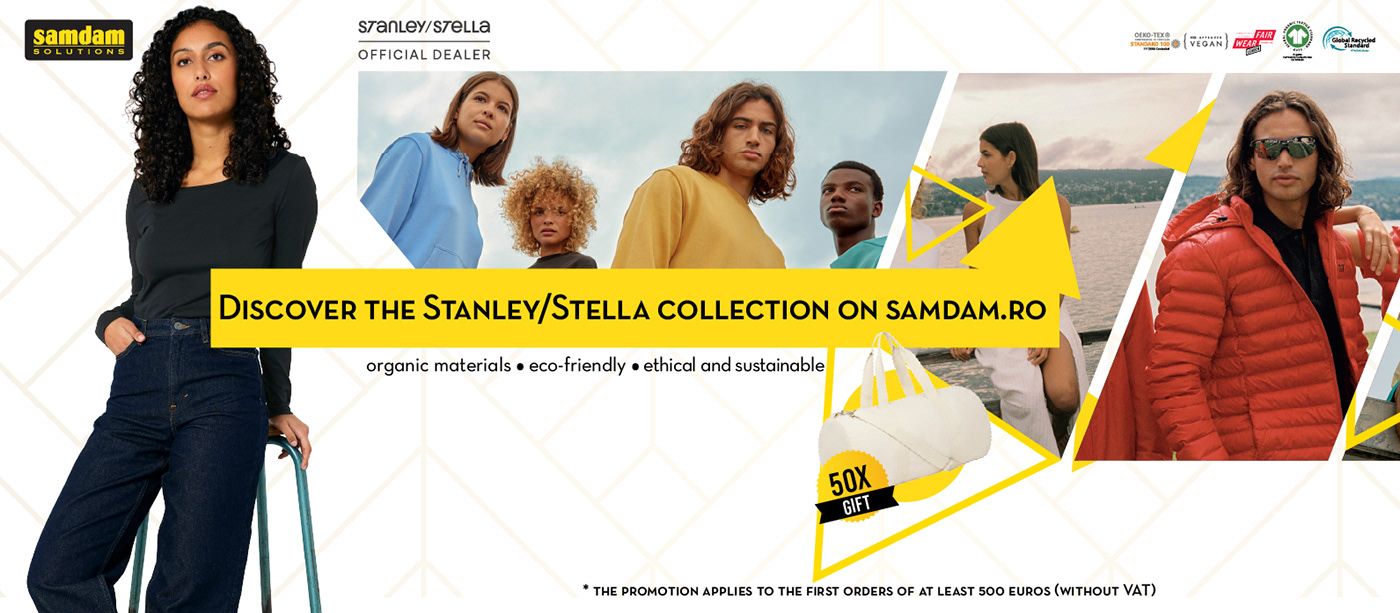 samdam
SOLUTIONS
STANLEY/STELLA
OFFICIAL DEALER
OEKO-TEX®
STANDARD 100
VEGAN
FAIR
WEAR
Global Recycled
Standard
DISCOVER THE STANLEY/STELLA COLLECTION ON SAMDAM.RO
organic materials • eco-friendly • ethical and sustainable
50X
GIFT
* THE PROMOTION APPLIES TO THE FIRST ORDERS OF AT LEAST 500 EUROS (WITHOUT VAT)